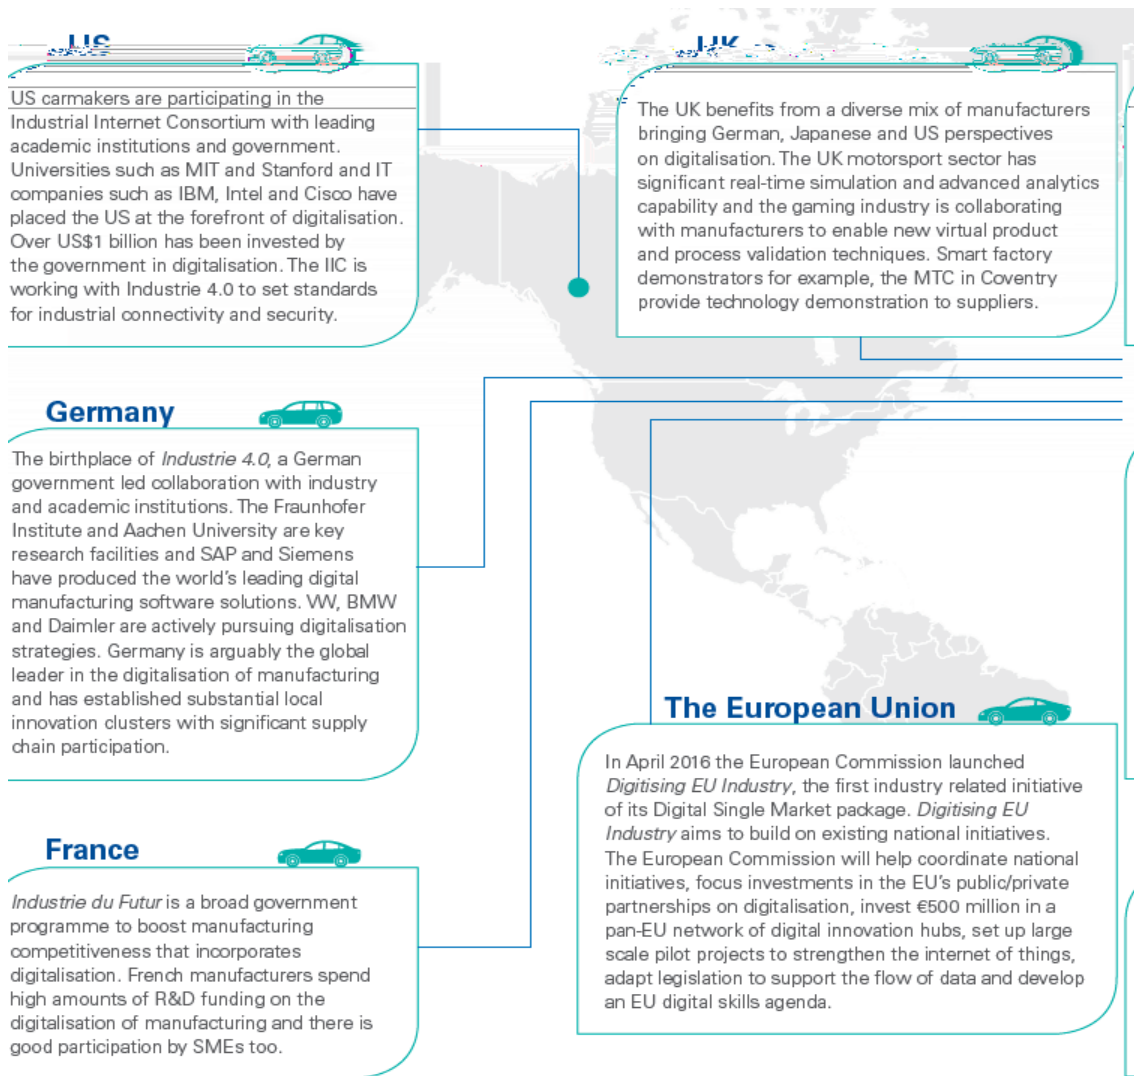 US
US carmakers are participating in the
Industrial Internet Consortium with leading
academic institutions and government.
Universities such as MIT and Stanford and IT
companies such as IBM, Intel and Cisco have
placed the US at the forefront of digitalisation.
Over US$1 billion has been invested by
the government in digitalisation. The IIC is
working with Industrie 4.0 to set standards
for industrial connectivity and security.
UK
The UK benefits from a diverse mix of manufacturers
bringing German, Japanese and US perspectives
on digitalisation. The UK motorsport sector has
significant real-time simulation and advanced analytics
capability and the gaming industry is collaborating
with manufacturers to enable new virtual product
and process validation techniques. Smart factory
demonstrators for example, the MTC in Coventry
provide technology demonstration to suppliers.
Germany
The birthplace of Industrie 4.0, a German
government led collaboration with industry
and academic institutions. The Fraunhofer
Institute and Aachen University are key
research facilities and SAP and Siemens
have produced the world's leading digital
manufacturing software solutions. VW, BMW
and Daimler are actively pursuing digitalisation
strategies. Germany is arguably the global
leader in the digitalisation of manufacturing
and has established substantial local
innovation clusters with significant supply
chain participation.
The European Union
In April 2016 the European Commission launched
Digitising EU Industry, the first industry related initiative
of its Digital Single Market package. Digitising EU
Industry aims to build on existing national initiatives.
The European Commission will help coordinate national
initiatives, focus investments in the EU's public/private
partnerships on digitalisation, invest €500 million in a
pan-EU network of digital innovation hubs, set up large
scale pilot projects to strengthen the internet of things,
adapt legislation to support the flow of data and develop
an EU digital skills agenda.
France
Industrie du Futur is a broad government
programme to boost manufacturing
competitiveness that incorporates
digitalisation. French manufacturers spend
high amounts of R&D funding on the
digitalisation of manufacturing and there is
good participation by SMEs too.